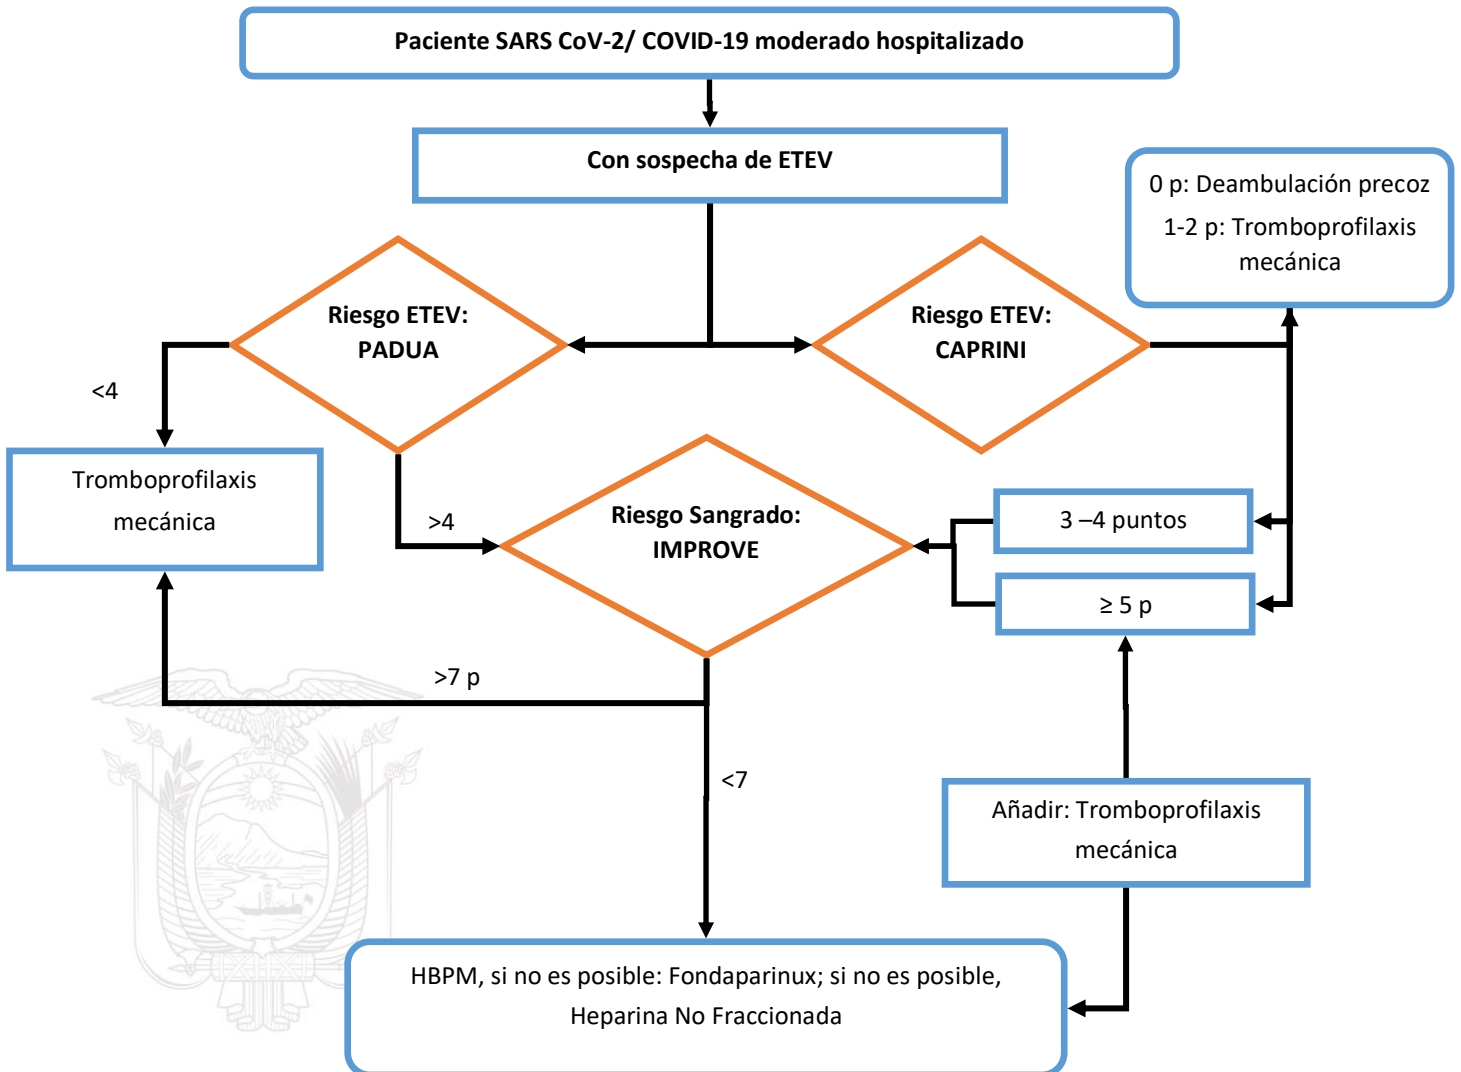 Paciente SARS CoV-2/ COVID-19 moderado hospitalizado
Con sospecha de ETEV
0 p: Deambulación precoz
1-2 p: Tromboprofilaxis
mecánica
Riesgo ETEV:
PADUA
Riesgo ETEV:
CAPRINI
<4
Tromboprofilaxis
mecánica
>4
Riesgo Sangrado:
IMPROVE
3 –4 puntos
≥ 5 p
>7 p
<7
Añadir: Tromboprofilaxis
mecánica
HBPM, si no es posible: Fondaparinux; si no es posible,
Heparina No Fraccionada